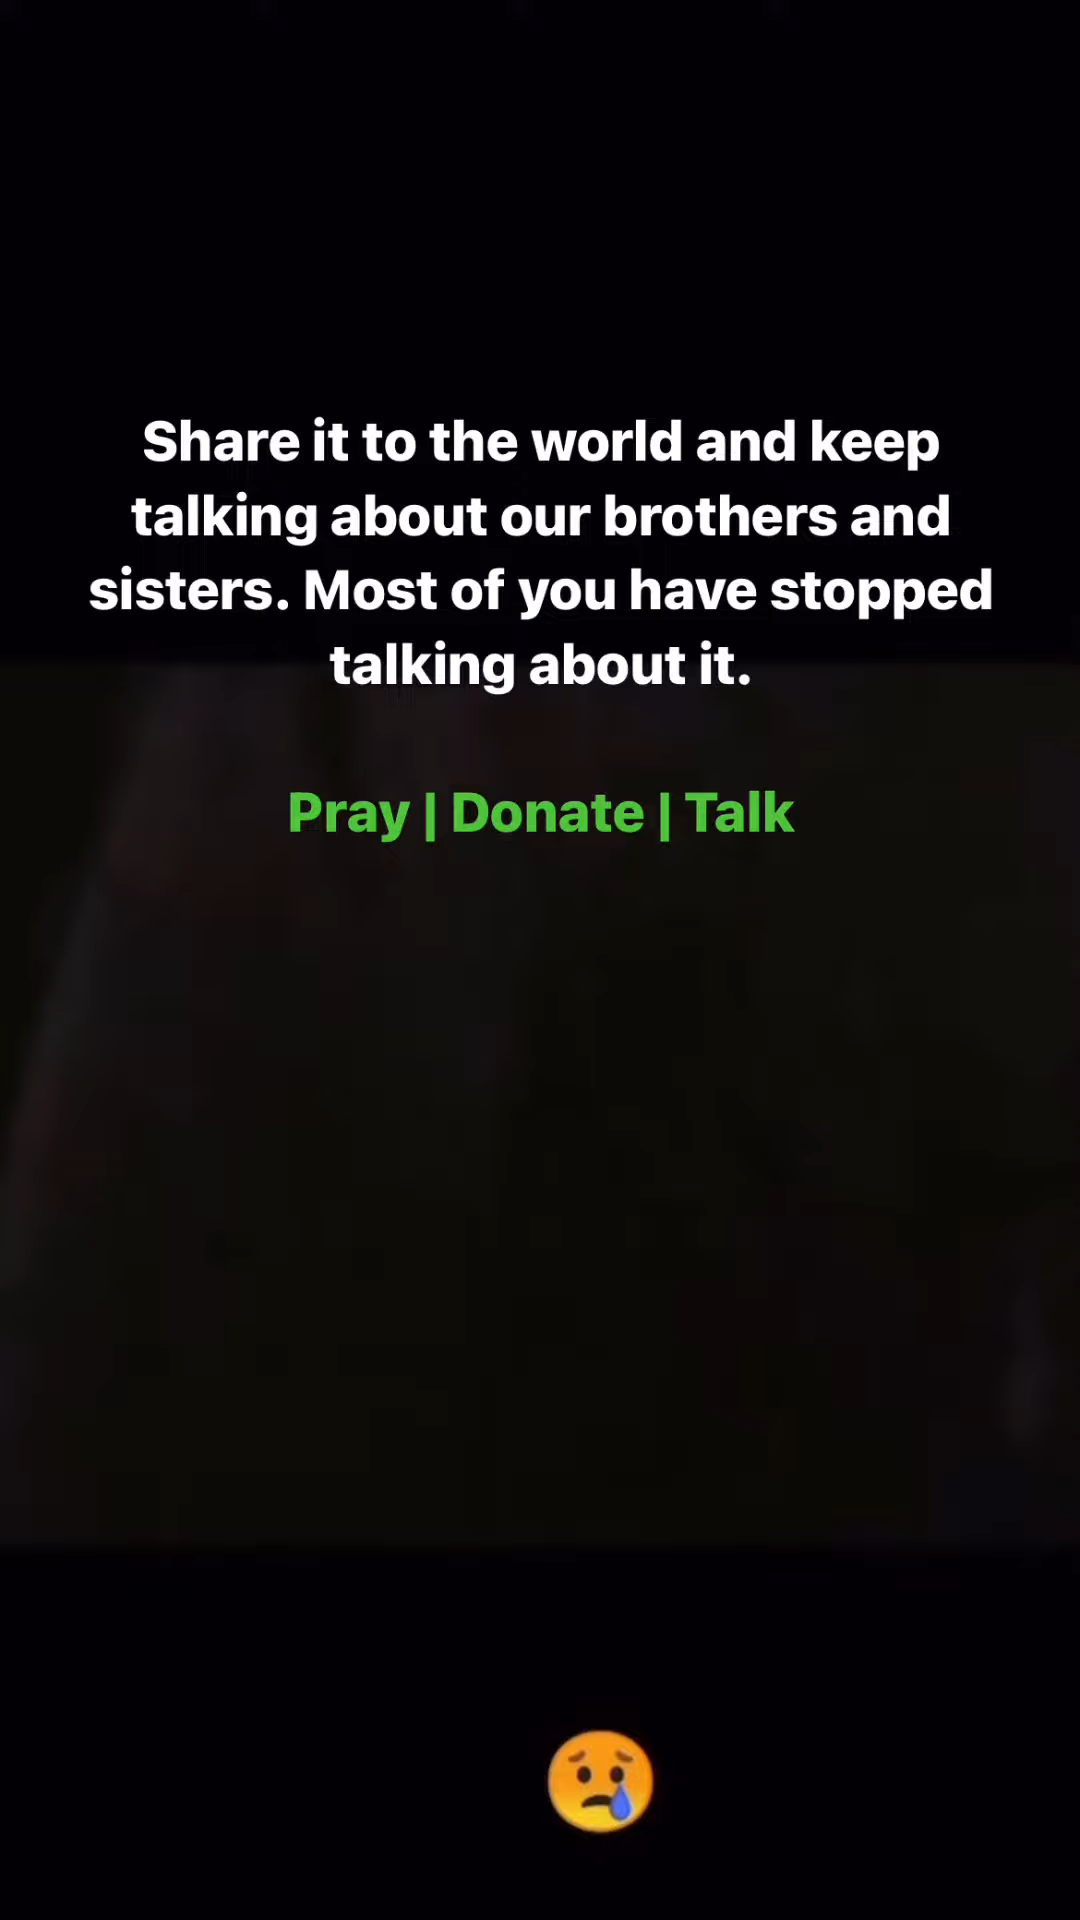 Share it to the world and keep
talking about our brothers and
sisters. Most of you have stopped
talking about it.
Pray | Donate | Talk